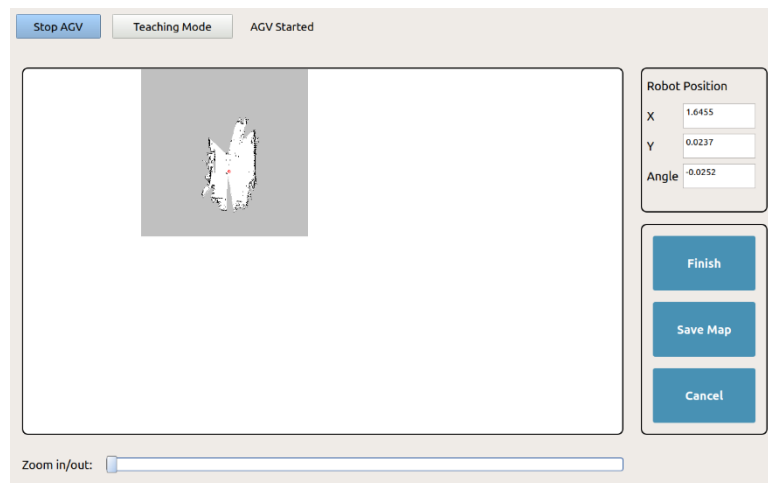 Stop AGV Teaching Mode AGV Started
Robot Position
X 1.6455
Y 0.0237
Angle -0.0252
Finish
Save Map
Cancel
Zoom in/out: